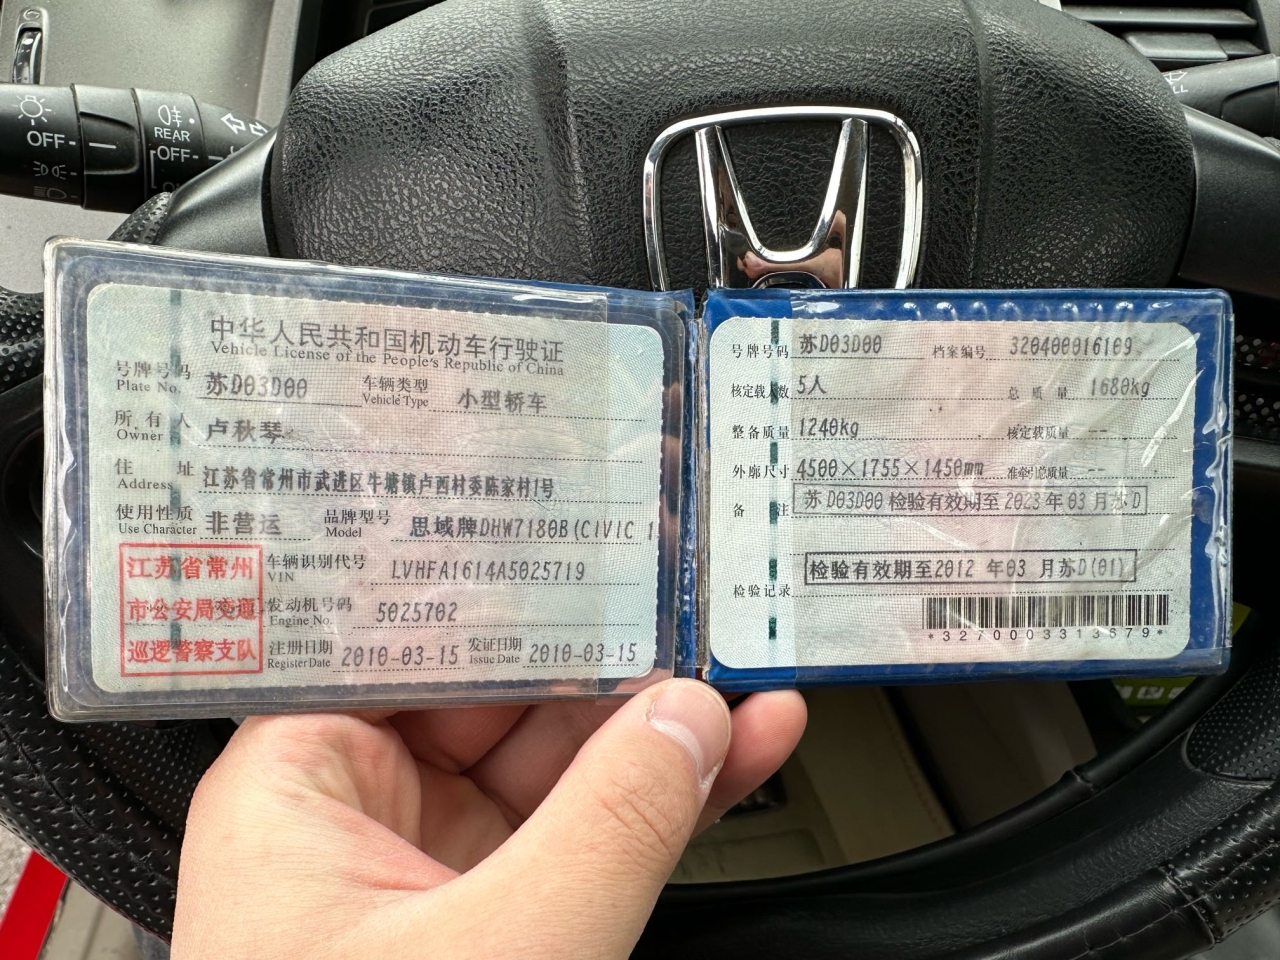 OFF
REAR
OFF
中华人民共和国机动车行驶证
Vehicle License of the People's Republic of China
号牌号码 苏D03D00 车辆类型 小型轿车
Plate No. Vehicle Type
所有人 卢秋琴
Owner
住址 江苏省常州市武进区牛塘镇卢西村委陈家村1号
Address
使用性质 非营运 品牌型号 思域牌DHW7180B(CIVIC 1
Use Character Model
江苏省常州
市公安局交通
巡逻警察支队
车辆识别代号 LVHFA1614A5025719
VIN
发动机号码 5025702
Engine No.
注册日期 2010-03-15 发证日期 2010-03-15
Register Date Issue Date
号牌号码 苏D03D00 档案编号 320400016109
核定载人数 5人 总质量 1680kg
整备质量 1240kg 核定载质量 --
外廓尺寸 4500×1755×1450mm 准牵引总质量 --
备注 苏D03D00 检验有效期至 2023 年 03 月苏D
检验有效期至2012 年03 月苏D(01)
检验记录
*3270003313679*